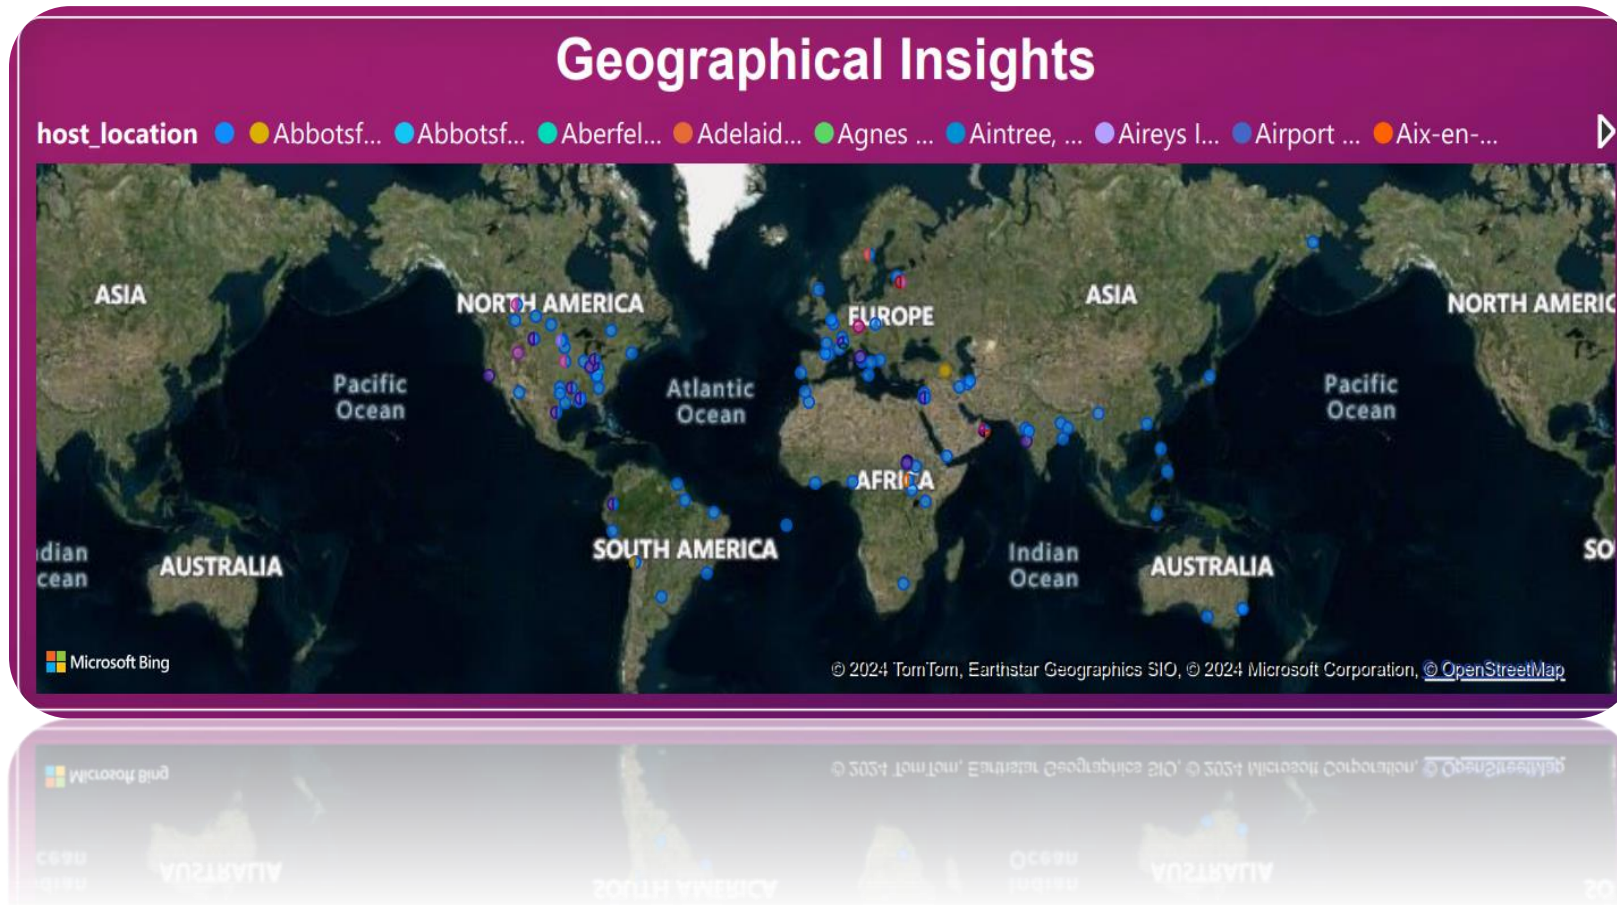 Geographical Insights
host_location Abbotsf... Abbotsf... Aberfel... Adelaid... Agnes ... Aintree, ... Aireys I... Airport ... Aix-en-...
ASIA
NORTH AMERICA
EUROPE
ASIA
NORTH AMERIC
Pacific
Ocean
Atlantic
Ocean
Pacific
Ocean
AFRICA
dian
cean
AUSTRALIA
SOUTH AMERICA
Indian
Ocean
AUSTRALIA
SO
Microsoft Bing
© 2024 TomTom, Earthstar Geographics SIO, © 2024 Microsoft Corporation, © OpenStreetMap